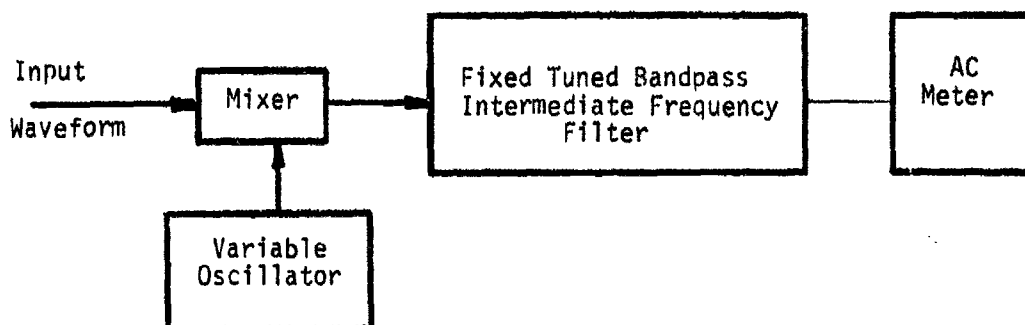 Input
Waveform
Mixer
Fixed Tuned Bandpass
Intermediate Frequency
Filter
AC
Meter
Variable
Oscillator